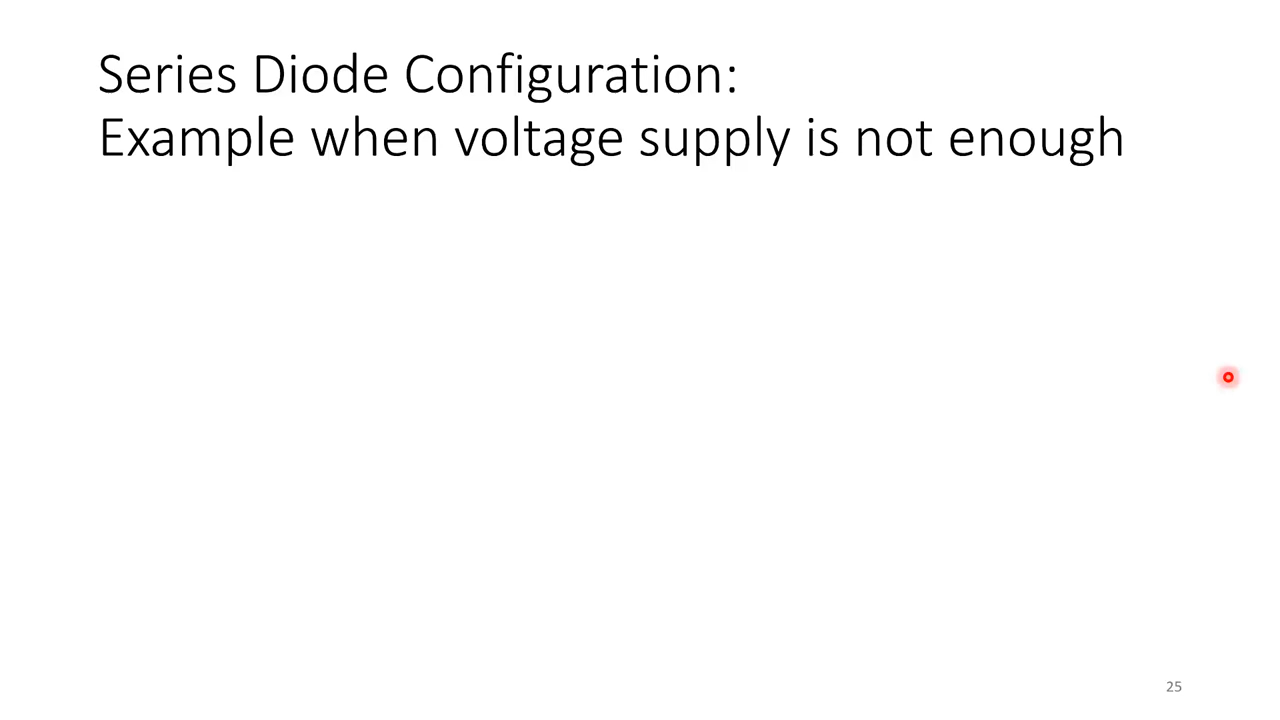 Series Diode Configuration:
Example when voltage supply is not enough
25